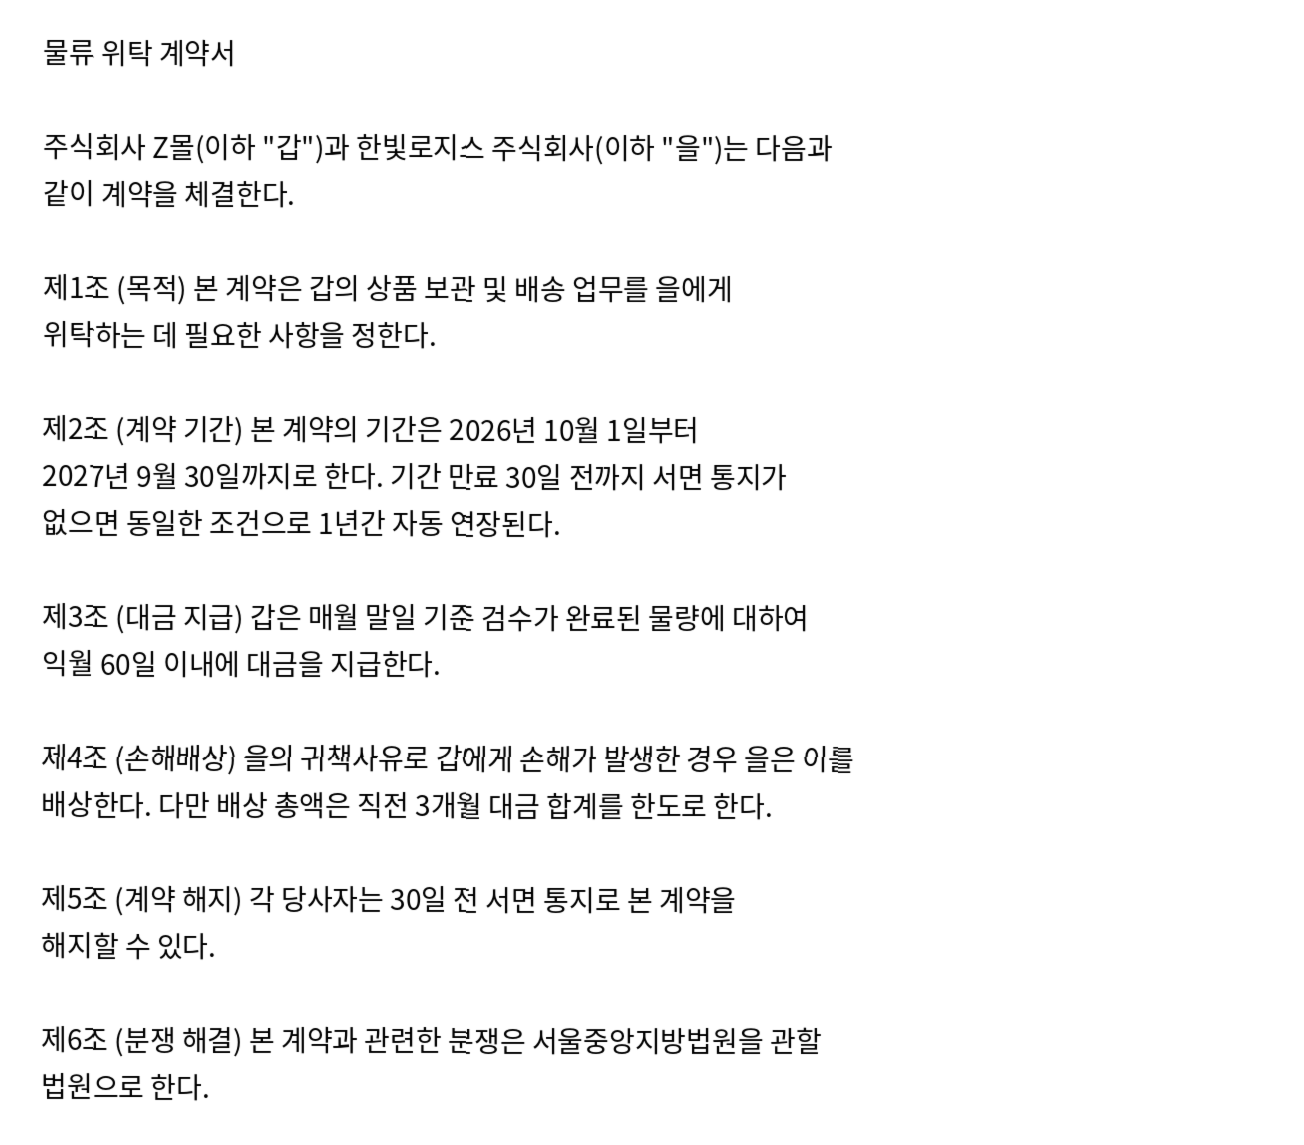 물류 위탁 계약서
주식회사 Z몰(이하 "갑")과 한빛로지스 주식회사(이하 "을")는 다음과
같이 계약을 체결한다.
제1조 (목적) 본 계약은 갑의 상품 보관 및 배송 업무를 을에게
위탁하는 데 필요한 사항을 정한다.
제2조 (계약 기간) 본 계약의 기간은 2026년 10월 1일부터
2027년 9월 30일까지로 한다. 기간 만료 30일 전까지 서면 통지가
없으면 동일한 조건으로 1년간 자동 연장된다.
제3조 (대금 지급) 갑은 매월 말일 기준 검수가 완료된 물량에 대하여
익월 60일 이내에 대금을 지급한다.
제4조 (손해배상) 을의 귀책사유로 갑에게 손해가 발생한 경우 을은 이를
배상한다. 다만 배상 총액은 직전 3개월 대금 합계를 한도로 한다.
제5조 (계약 해지) 각 당사자는 30일 전 서면 통지로 본 계약을
해지할 수 있다.
제6조 (분쟁 해결) 본 계약과 관련한 분쟁은 서울중앙지방법원을 관할
법원으로 한다.